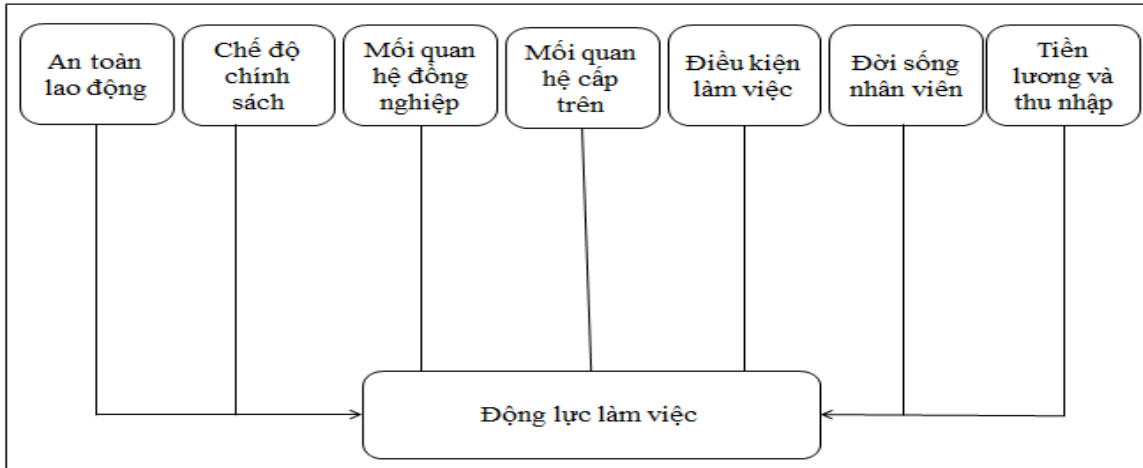 An toàn
lao động
Chế độ
chính
sách
Mối quan
hệ đồng
nghiệp
Mối quan
hệ cấp
trên
Điều kiện
làm việc
Đời sống
nhân viên
Tiền
lương và
thu nhập
Động lực làm việc